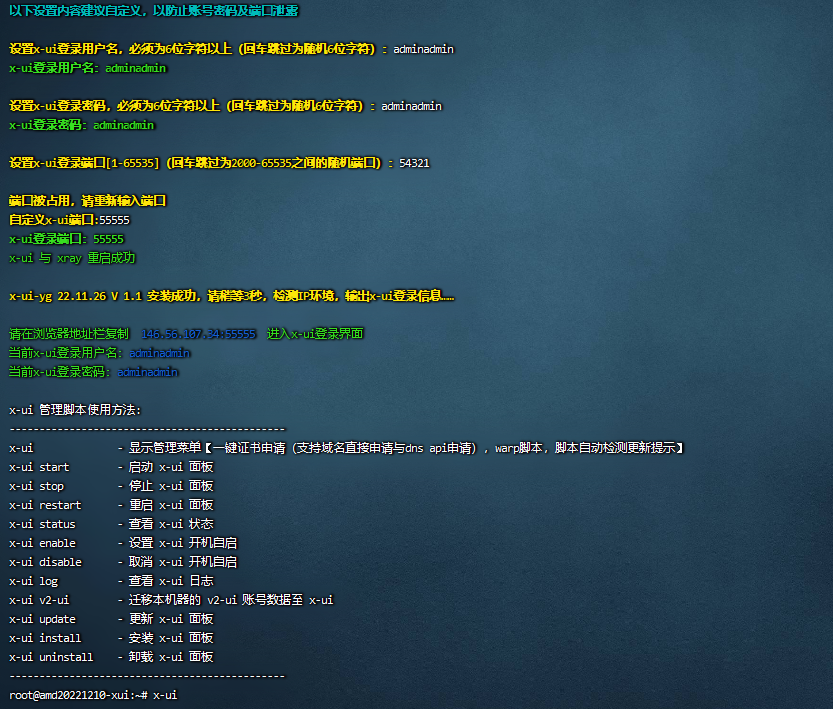 以下设置内容建议自定义，以防止账号密码及端口泄露
设置x-ui登录用户名，必须为6位字符以上（回车跳过为随机6位字符）：adminadmin
x-ui登录用户名：adminadmin
设置x-ui登录密码，必须为6位字符以上（回车跳过为随机6位字符）：adminadmin
x-ui登录密码：adminadmin
设置x-ui登录端口[1-65535]（回车跳过为2000-65535之间的随机端口）：54321
端口被占用，请重新输入端口
自定义x-ui端口:55555
x-ui登录端口：55555
x-ui 与 xray 重启成功
x-ui-yg 22.11.26 V 1.1 安装成功，请稍等3秒，检测IP环境，输出x-ui登录信息……
请在浏览器地址栏复制 146.56.107.34:55555 进入x-ui登录界面
当前x-ui登录用户名：adminadmin
当前x-ui登录密码：adminadmin
x-ui 管理脚本使用方法:
----------------------------------------------
x-ui              - 显示管理菜单【一键证书申请（支持域名直接申请与dns api申请）, warp脚本，脚本自动检测更新提示】
x-ui start        - 启动 x-ui 面板
x-ui stop         - 停止 x-ui 面板
x-ui restart      - 重启 x-ui 面板
x-ui status       - 查看 x-ui 状态
x-ui enable       - 设置 x-ui 开机自启
x-ui disable      - 取消 x-ui 开机自启
x-ui log          - 查看 x-ui 日志
x-ui v2-ui        - 迁移本机器的 v2-ui 账号数据至 x-ui
x-ui update       - 更新 x-ui 面板
x-ui install      - 安装 x-ui 面板
x-ui uninstall    - 卸载 x-ui 面板
----------------------------------------------
root@amd20221210-xui:~# x-ui